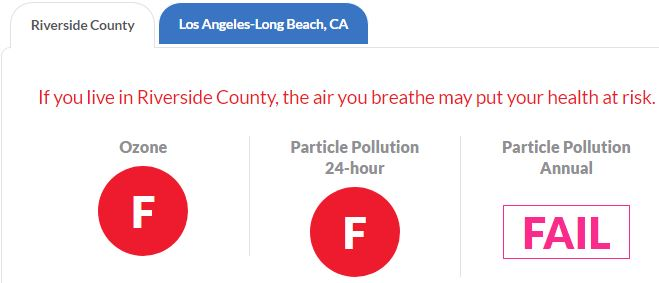 Riverside County
Los Angeles-Long Beach, CA
If you live in Riverside County, the air you breathe may put your health at risk.
Ozone
F
Particle Pollution
24-hour
F
Particle Pollution
Annual
FAIL